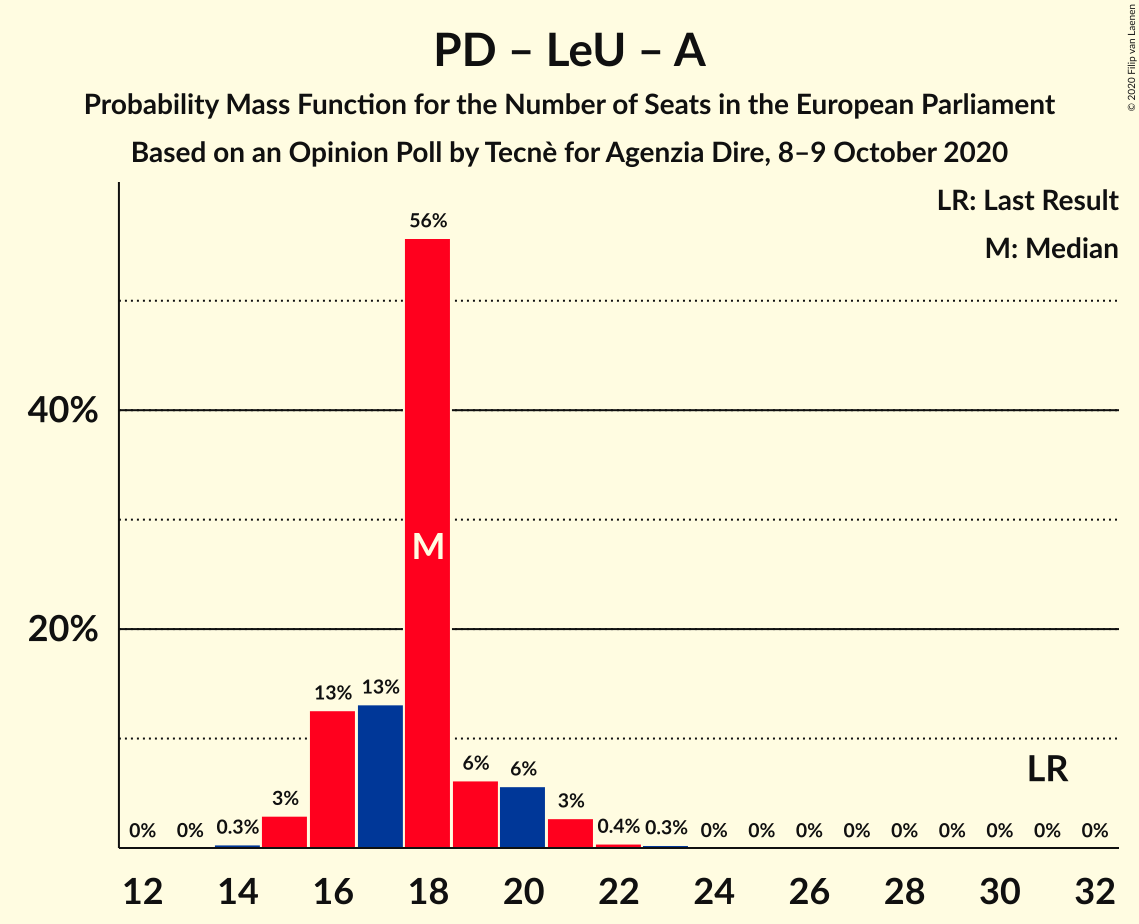 PD – LeU – A
Probability Mass Function for the Number of Seats in the European Parliament
Based on an Opinion Poll by Tecnè for Agenzia Dire, 8–9 October 2020
© 2020 Filip van Laenen
LR: Last Result
M: Median
56%
40%
M
20%
13% 13%
LR
6% 6%
3% 3%
0% 0% 0.3% 0.4% 0.3% 0% 0% 0% 0% 0% 0% 0% 0% 0%
12 14 16 18 20 22 24 26 28 30 32